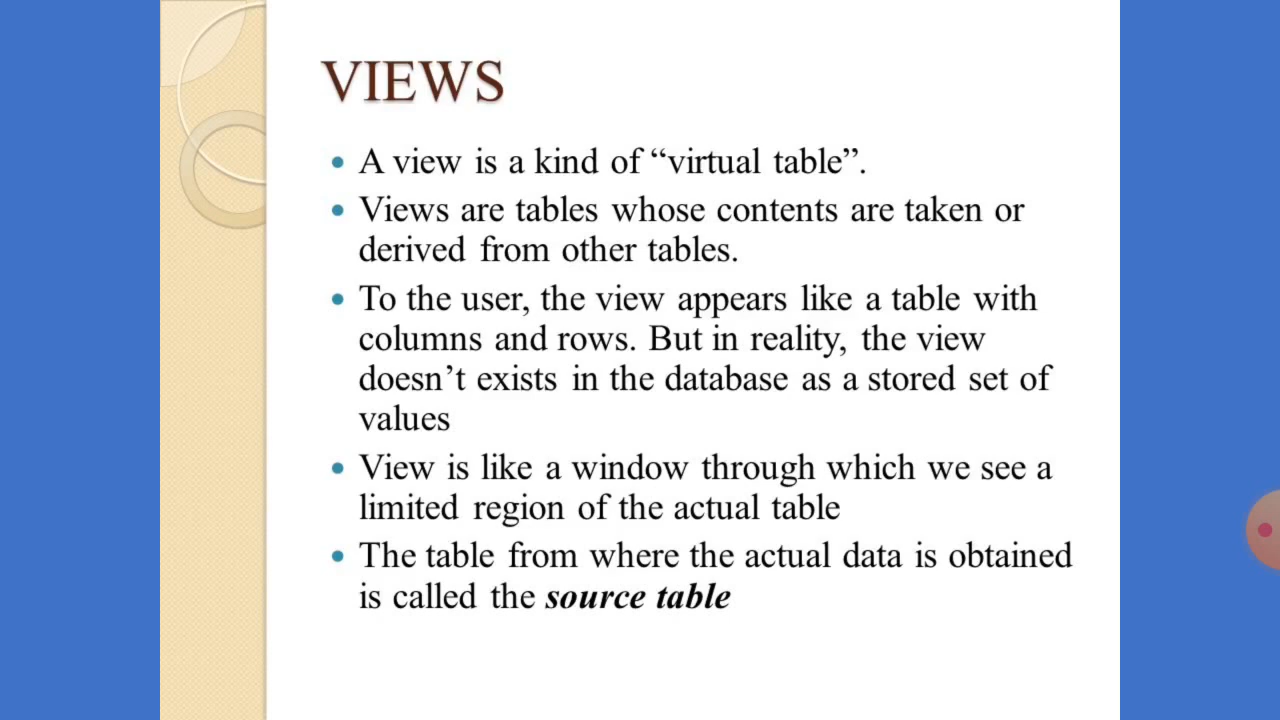 VIEWS
• A view is a kind of “virtual table”.
• Views are tables whose contents are taken or
derived from other tables.
• To the user, the view appears like a table with
columns and rows. But in reality, the view
doesn’t exists in the database as a stored set of
values
• View is like a window through which we see a
limited region of the actual table
• The table from where the actual data is obtained
is called the source table